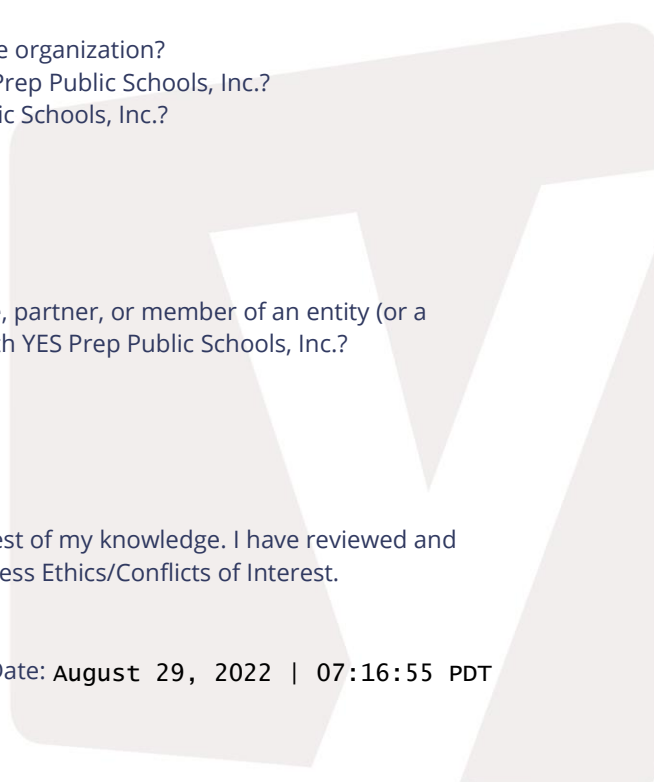 e organization?
Prep Public Schools, Inc.?
ic Schools, Inc.?
, partner, or member of an entity (or a
th YES Prep Public Schools, Inc.?
est of my knowledge. I have reviewed and
ess Ethics/Conflicts of Interest.
Date: August 29, 2022 | 07:16:55 PDT